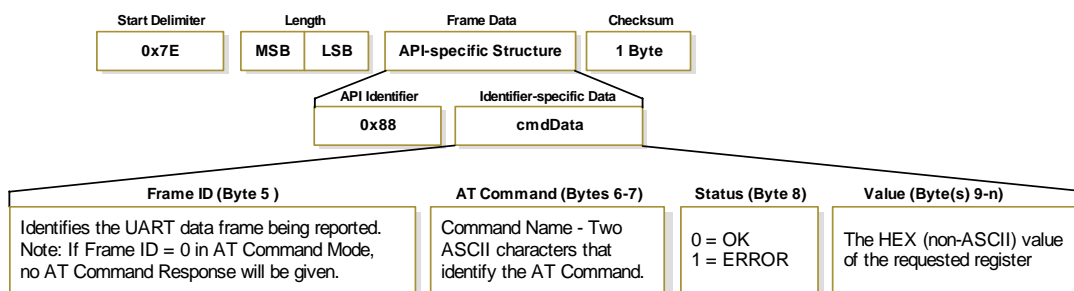 Start Delimiter
Length
Frame Data
Checksum
0x7E
MSB
LSB
API-specific Structure
1 Byte
API Identifier
Identifier-specific Data
0x88
cmdData
Frame ID (Byte 5 )
Identifies the UART data frame being reported.
Note: If Frame ID = 0 in AT Command Mode,
no AT Command Response will be given.
AT Command (Bytes 6-7)
Command Name - Two
ASCII characters that
identify the AT Command.
Status (Byte 8)
0 = OK
1 = ERROR
Value (Byte(s) 9-n)
The HEX (non-ASCII) value
of the requested register